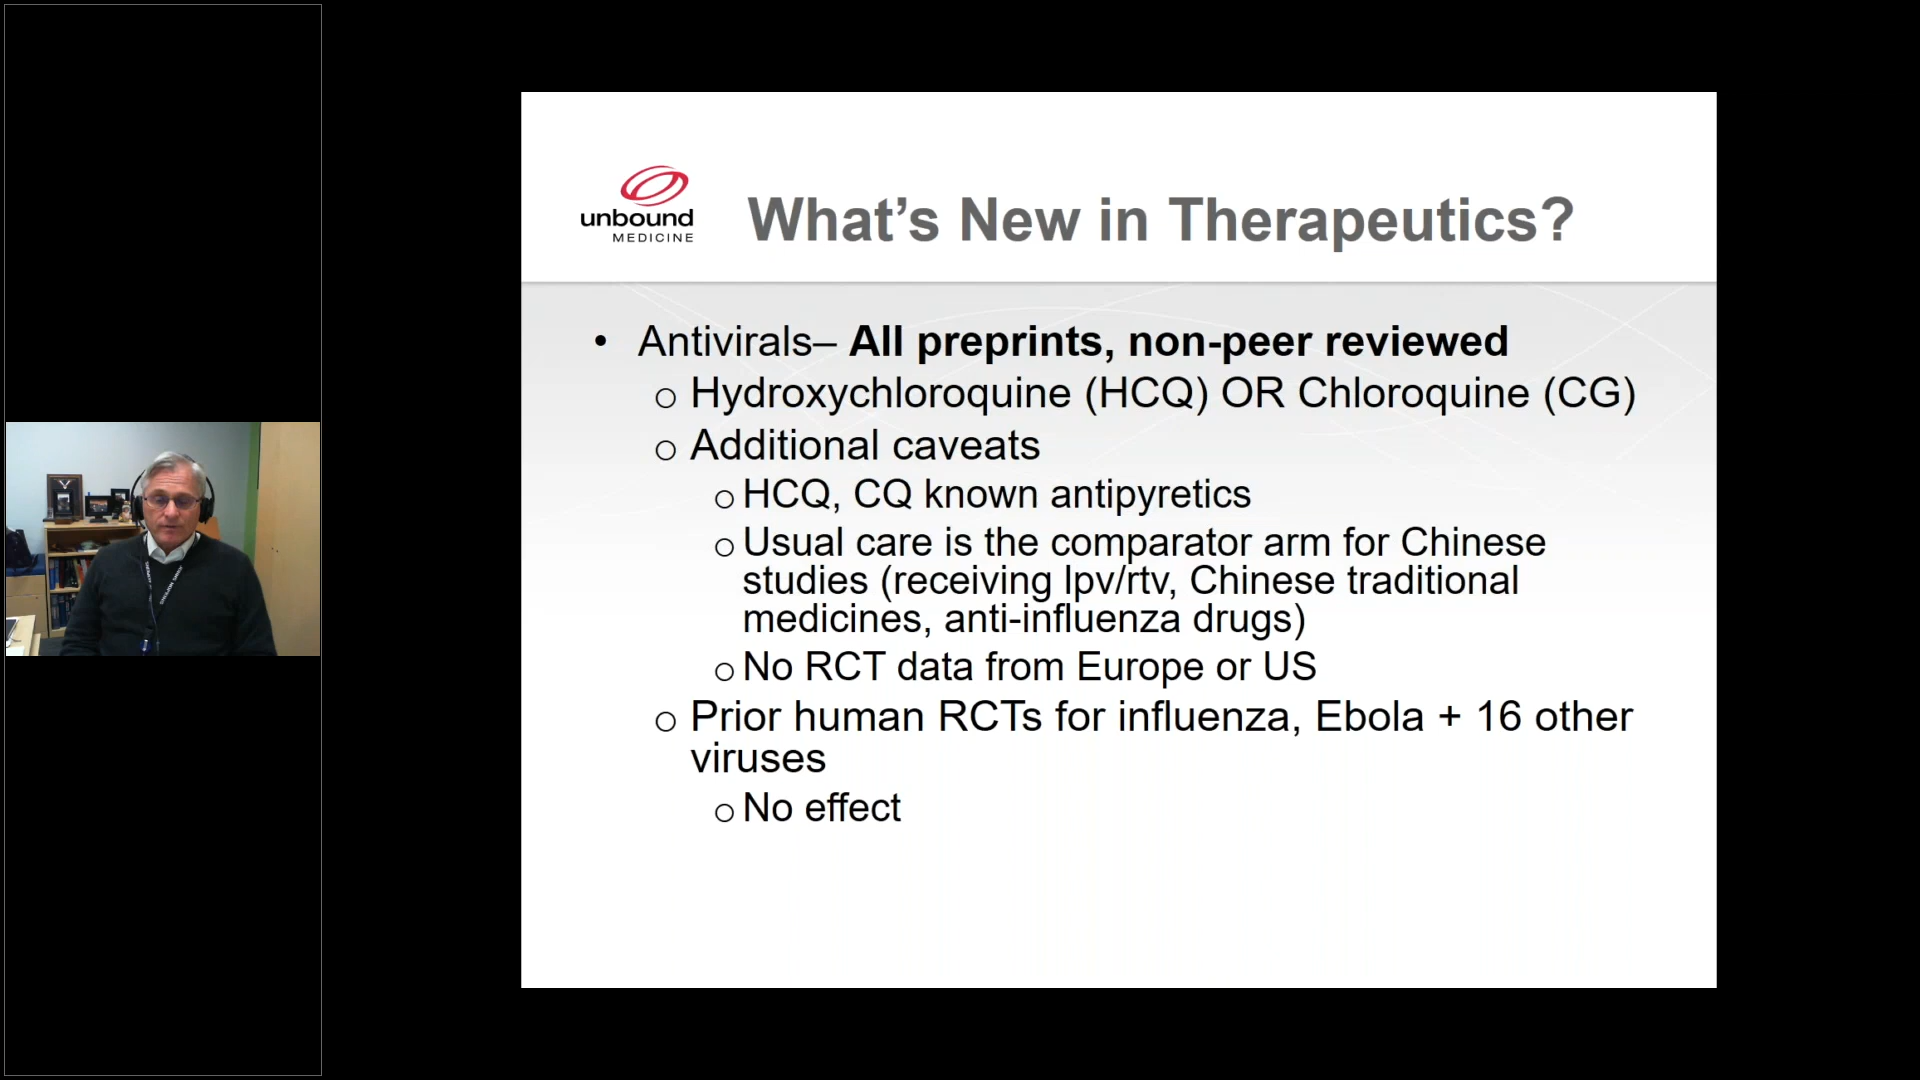 unbound
MEDICINE
What’s New in Therapeutics?
• Antivirals– All preprints, non-peer reviewed
o Hydroxychloroquine (HCQ) OR Chloroquine (CG)
o Additional caveats
o HCQ, CQ known antipyretics
o Usual care is the comparator arm for Chinese
studies (receiving lpv/rtv, Chinese traditional
medicines, anti-influenza drugs)
o No RCT data from Europe or US
o Prior human RCTs for influenza, Ebola + 16 other
viruses
o No effect